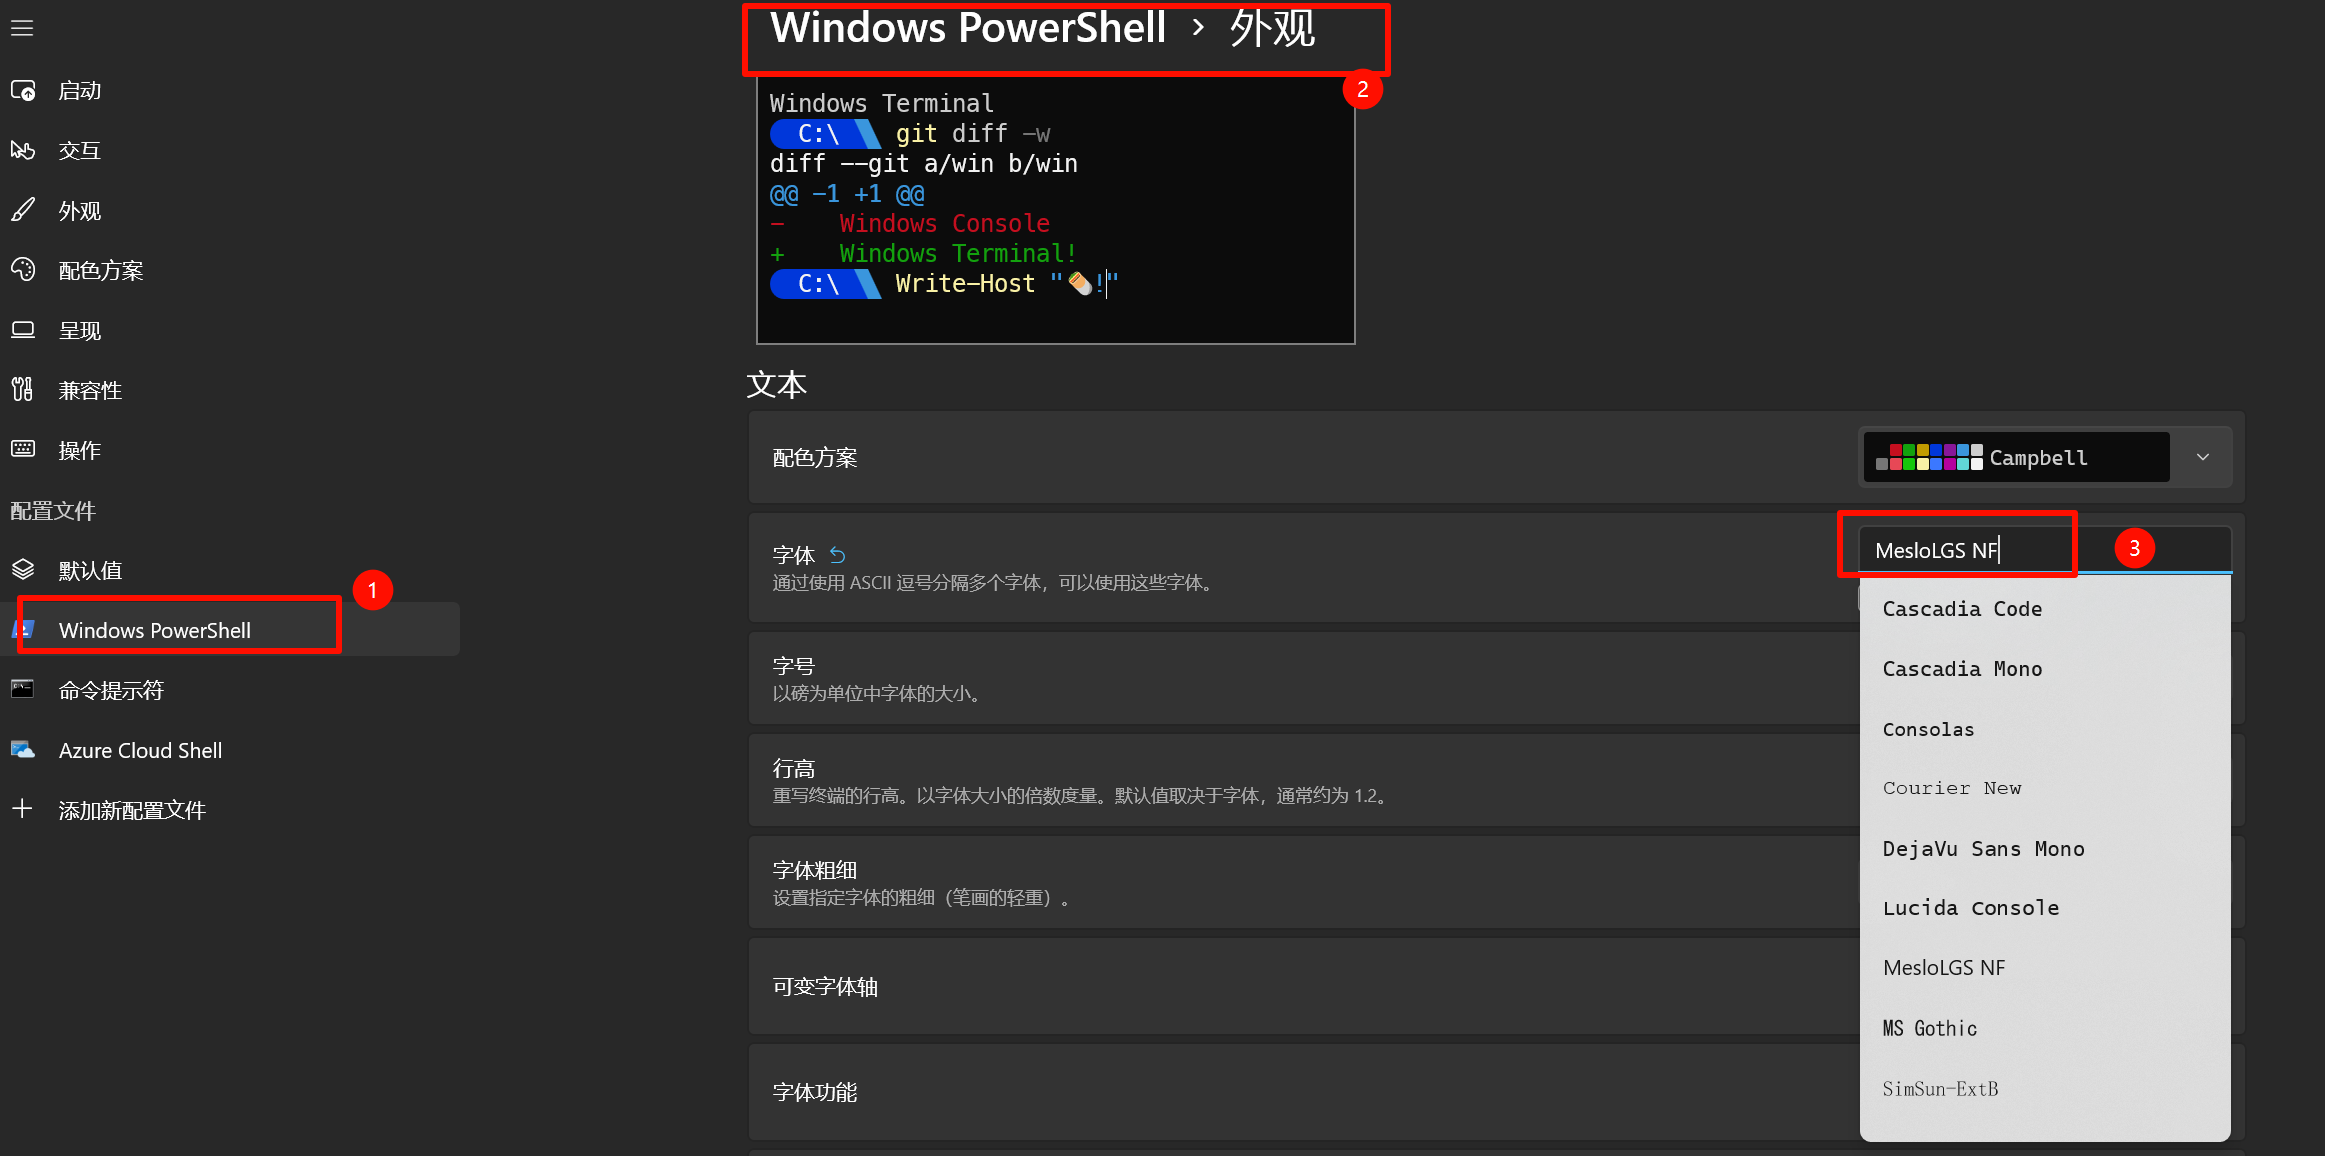 启动
交互
外观
配色方案
呈现
兼容性
操作
配置文件
默认值
Windows PowerShell
1
命令提示符
Azure Cloud Shell
添加新配置文件
Windows PowerShell › 外观
2
Windows Terminal
C:\ git diff -w
diff --git a/win b/win
@@ -1 +1 @@
- Windows Console
+ Windows Terminal!
C:\ Write-Host "🌯!"
文本
配色方案
Campbell
字体
通过使用 ASCII 逗号分隔多个字体，可以使用这些字体。
MesloLGS NF
3
字号
以磅为单位中字体的大小。
行高
重写终端的行高。以字体大小的倍数度量。默认值取决于字体，通常约为 1.2。
字体粗细
设置指定字体的粗细（笔画的轻重）。
可变字体轴
字体功能
Cascadia Code
Cascadia Mono
Consolas
Courier New
DejaVu Sans Mono
Lucida Console
MesloLGS NF
MS Gothic
SimSun-ExtB